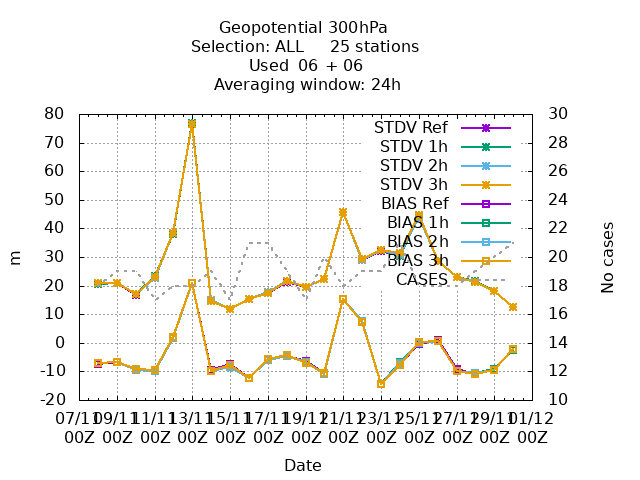 Geopotential 300hPa
Selection: ALL     25 stations
Used  06 + 06
Averaging window: 24h
80
70
60
50
40
30
20
10
0
-10
-20
m
30
28
26
24
22
20
18
16
14
12
10
No cases
STDV Ref
STDV 1h
STDV 2h
STDV 3h
BIAS Ref
BIAS 1h
BIAS 2h
BIAS 3h
CASES
07/11 09/11 11/11 13/11 15/11 17/11 19/11 21/11 23/11 25/11 27/11 29/11 01/12
00Z 00Z 00Z 00Z 00Z 00Z 00Z 00Z 00Z 00Z 00Z 00Z 00Z
Date